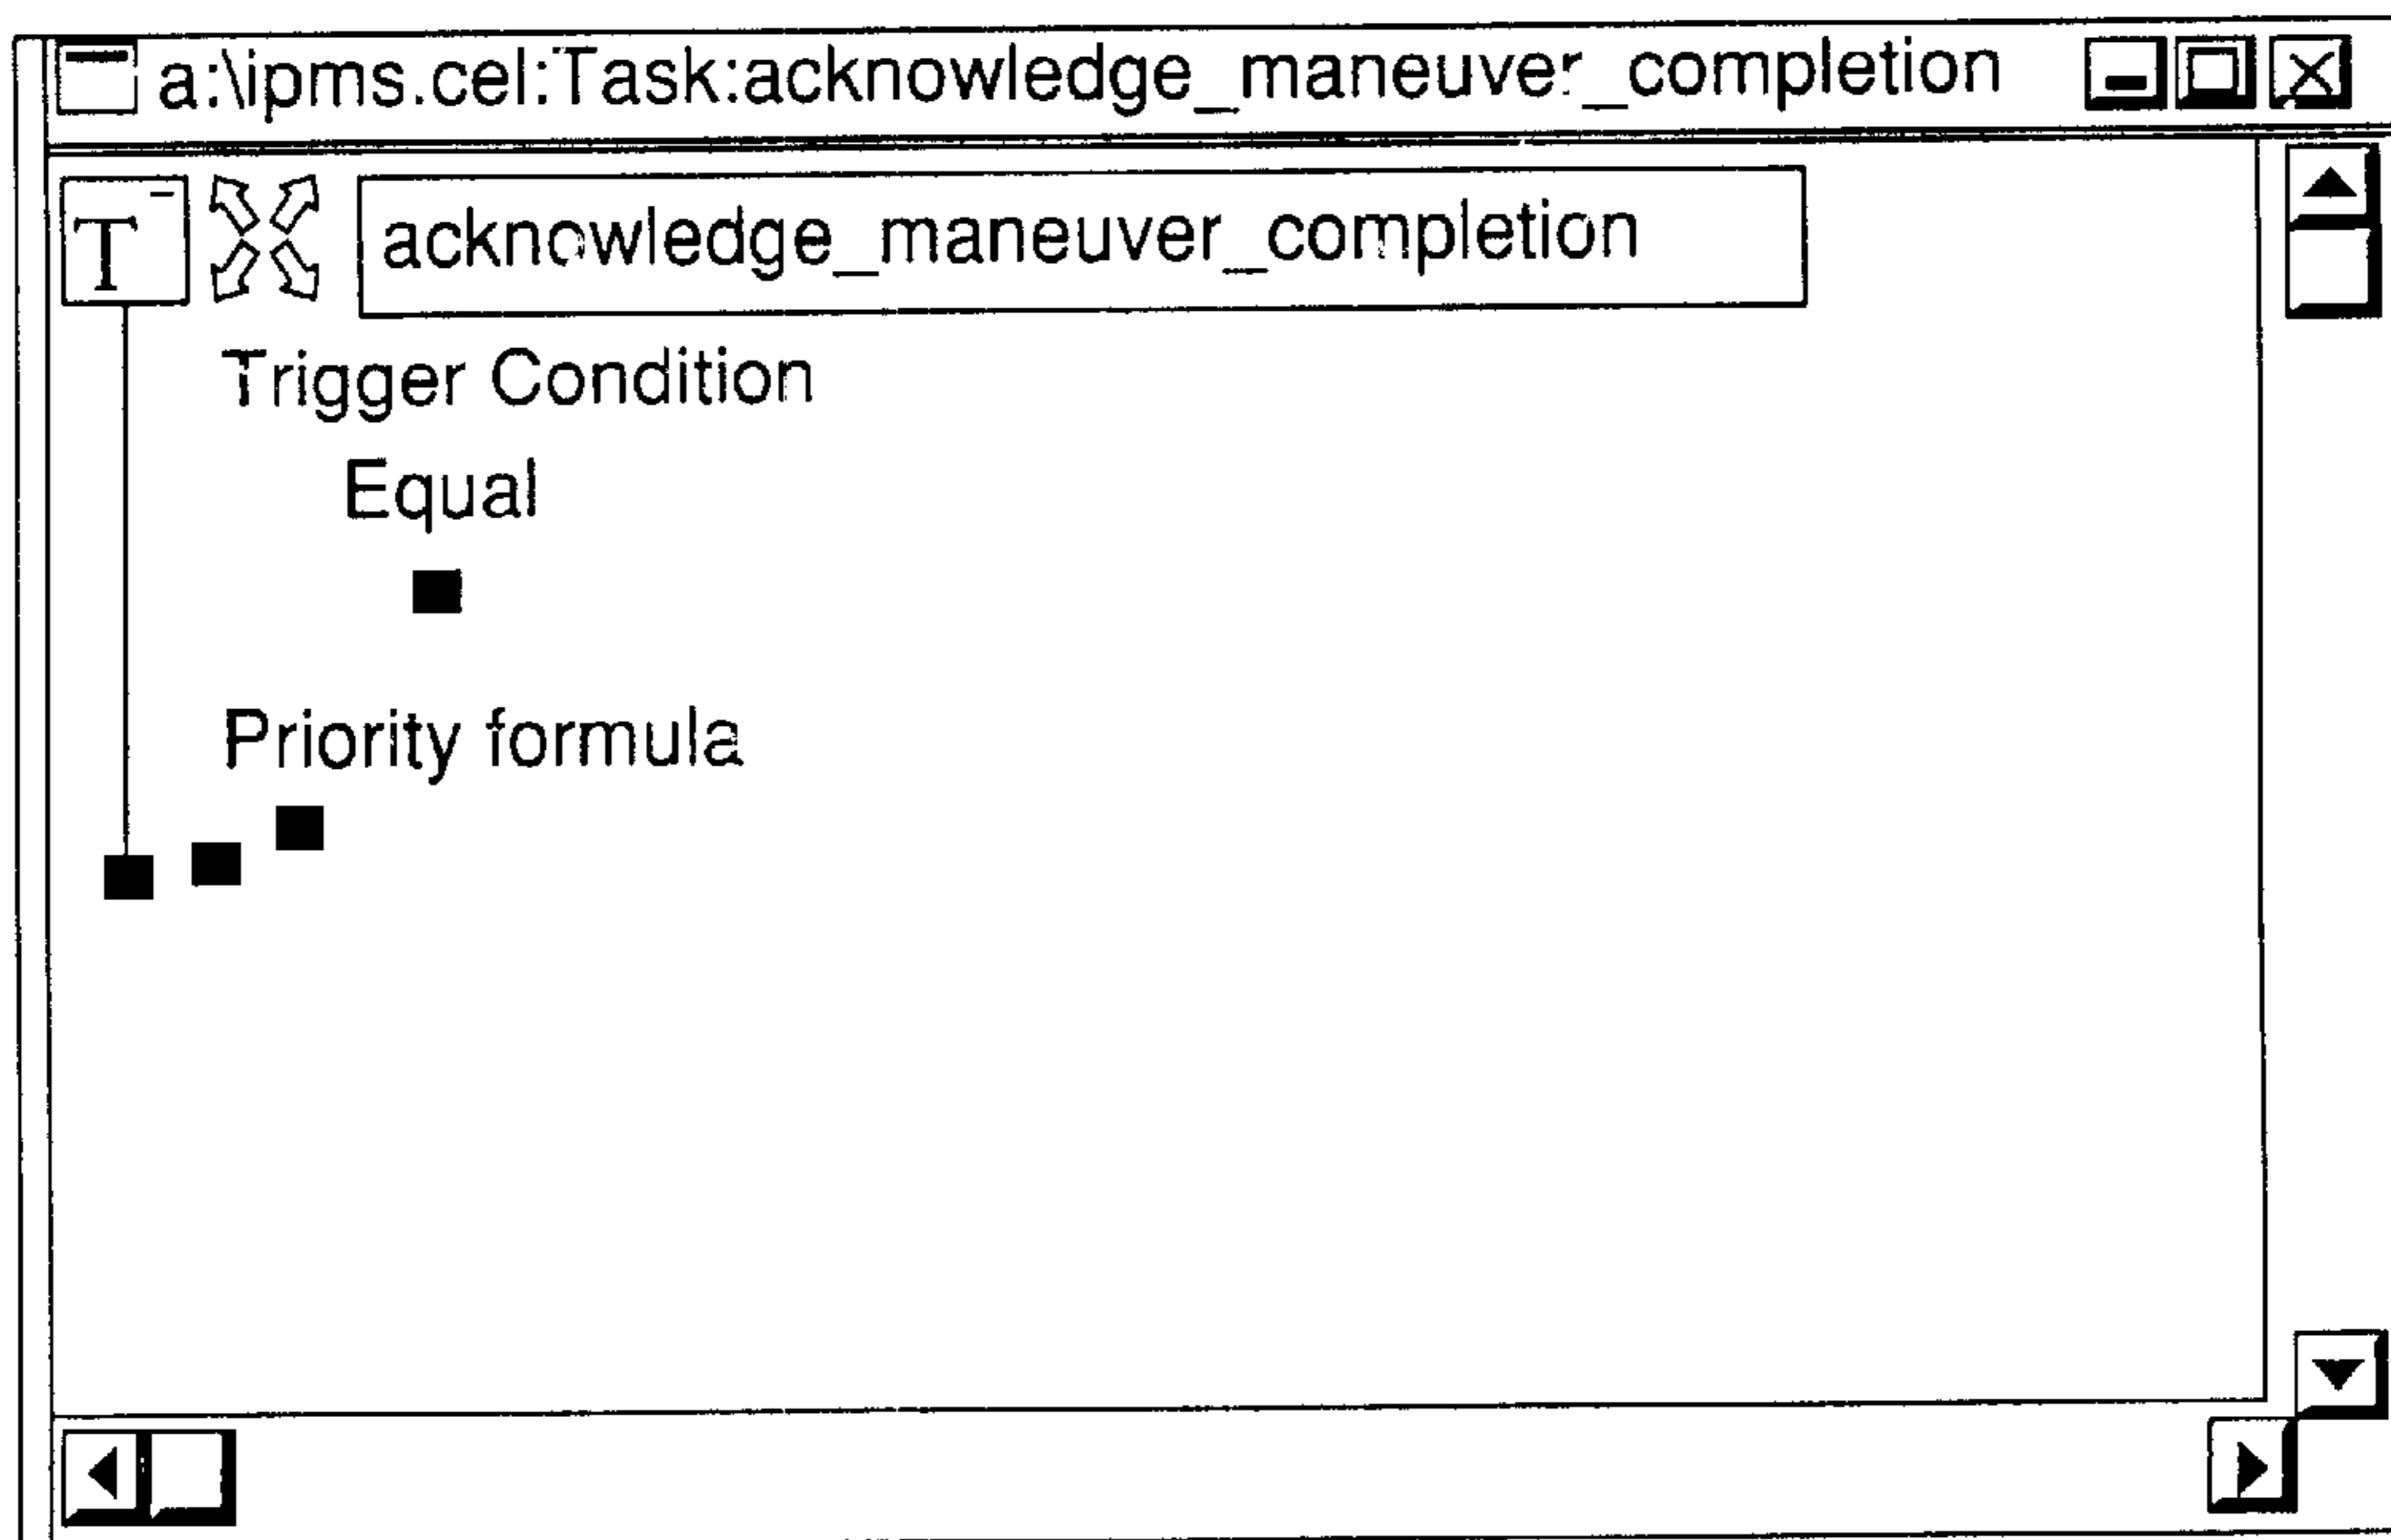 a:\ipms.cel:Task:acknowledge_maneuver_completion
T acknowledge_maneuver_completion
Trigger Condition
Equal
Priority formula